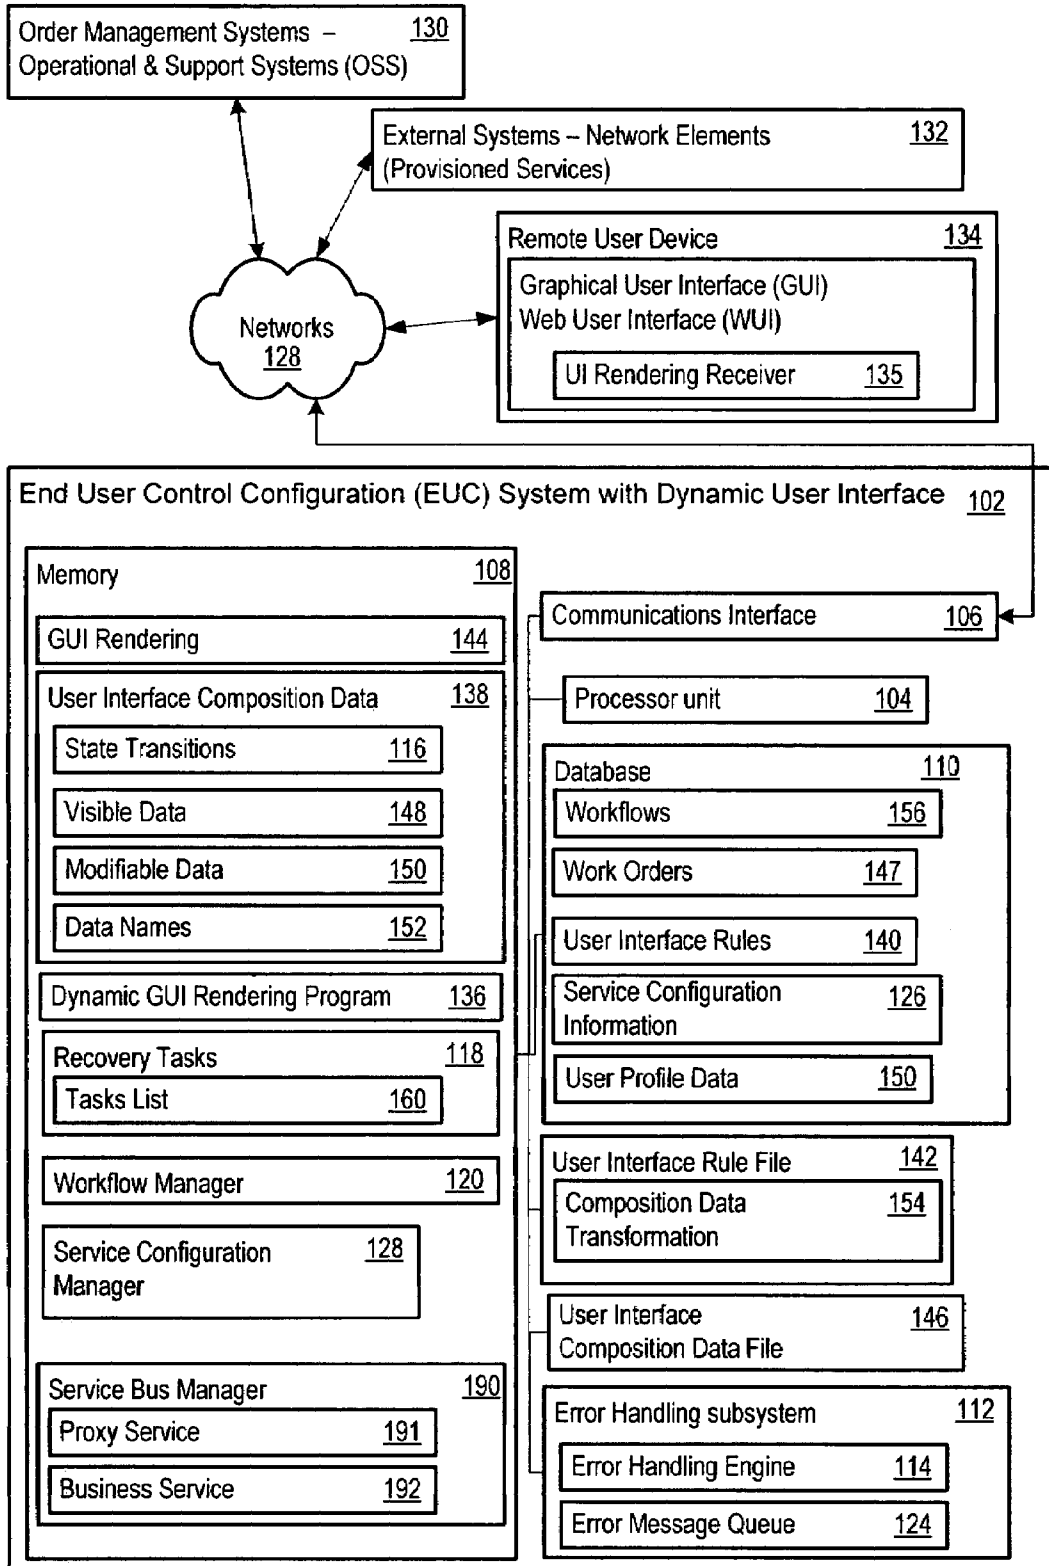 Order Management Systems – 130
Operational & Support Systems (OSS)
External Systems – Network Elements 132
(Provisioned Services)
Remote User Device 134
Graphical User Interface (GUI)
Web User Interface (WUI)
UI Rendering Receiver 135
Networks
128
End User Control Configuration (EUC) System with Dynamic User Interface 102
Memory 108
GUI Rendering 144
User Interface Composition Data 138
State Transitions 116
Visible Data 148
Modifiable Data 150
Data Names 152
Dynamic GUI Rendering Program 136
Recovery Tasks 118
Tasks List 160
Workflow Manager 120
Service Configuration 128
Manager
Service Bus Manager 190
Proxy Service 191
Business Service 192
Communications Interface 106
Processor unit 104
Database 110
Workflows 156
Work Orders 147
User Interface Rules 140
Service Configuration 126
Information
User Profile Data 150
User Interface Rule File 142
Composition Data 154
Transformation
User Interface 146
Composition Data File
Error Handling subsystem 112
Error Handling Engine 114
Error Message Queue 124